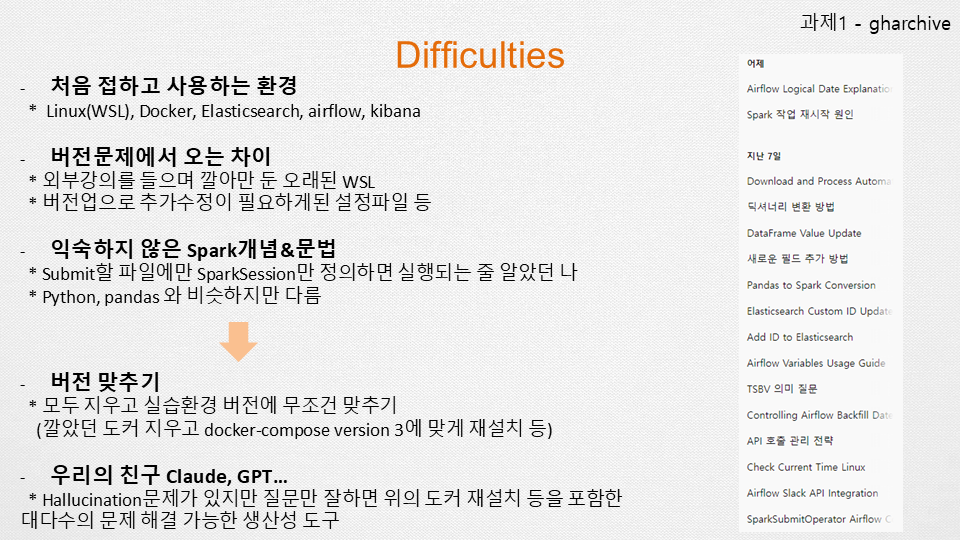 과제1 - gharchive
Difficulties
- 처음 접하고 사용하는 환경
* Linux(WSL), Docker, Elasticsearch, airflow, kibana
- 버전문제에서 오는 차이
* 외부강의를 들으며 깔아만 둔 오래된 WSL
* 버전업으로 추가수정이 필요하게된 설정파일 등
- 익숙하지 않은 Spark개념&문법
* Submit할 파일에만 SparkSession만 정의하면 실행되는 줄 알았던 나
* Python, pandas 와 비슷하지만 다름
- 버전 맞추기
* 모두 지우고 실습환경 버전에 무조건 맞추기
(깔았던 도커 지우고 docker-compose version 3에 맞게 재설치 등)
- 우리의 친구 Claude, GPT...
* Hallucination문제가 있지만 질문만 잘하면 위의 도커 재설치 등을 포함한
대다수의 문제 해결 가능한 생산성 도구
어제
Airflow Logical Date Explanation
Spark 작업 재시작 원인
지난 7일
Download and Process Automa
딕셔너리 변환 방법
DataFrame Value Update
새로운 필드 추가 방법
Pandas to Spark Conversion
Elasticsearch Custom ID Update
Add ID to Elasticsearch
Airflow Variables Usage Guide
TSBV 의미 질문
Controlling Airflow Backfill Date
API 호출 관리 전략
Check Current Time Linux
Airflow Slack API Integration
SparkSubmitOperator Airflow C